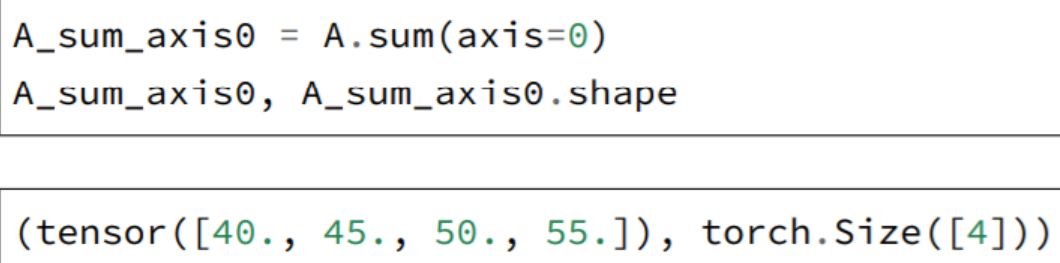 A_sum_axis0 = A.sum(axis=0)
A_sum_axis0, A_sum_axis0.shape
(tensor([40., 45., 50., 55.]), torch.Size([4]))